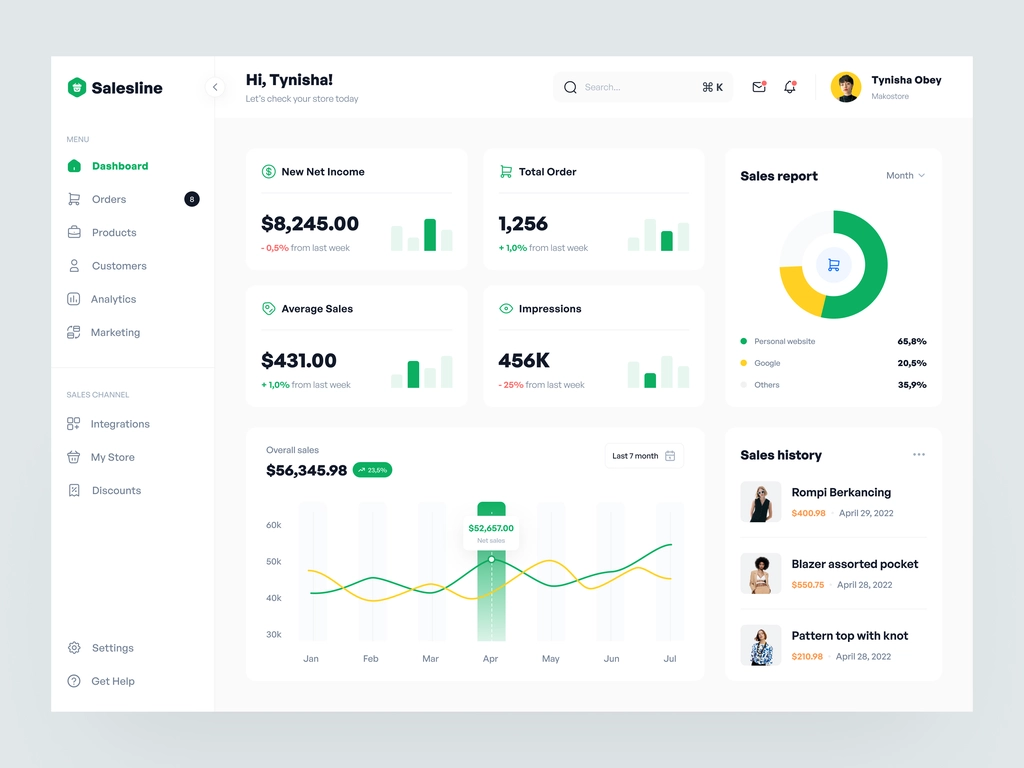 Salesline
MENU
Dashboard
Orders 8
Products
Customers
Analytics
Marketing
SALES CHANNEL
Integrations
My Store
Discounts
Settings
Get Help
Hi, Tynisha!
Let's check your store today
Search...
⌘ K
Tynisha Obey
Makostore
New Net Income
$8,245.00
- 0,5% from last week
Total Order
1,256
+ 1,0% from last week
Average Sales
$431.00
+ 1,0% from last week
Impressions
456K
- 25% from last week
Sales report
Month
Personal website 65,8%
Google 20,5%
Others 35,9%
Overall sales
$56,345.98 23,5%
Last 7 month
60k
50k
40k
30k
$52,657.00
Net sales
Jan Feb Mar Apr May Jun Jul
Sales history
Rompi Berkancing
$400.98 · April 29, 2022
Blazer assorted pocket
$550.75 · April 28, 2022
Pattern top with knot
$210.98 · April 28, 2022